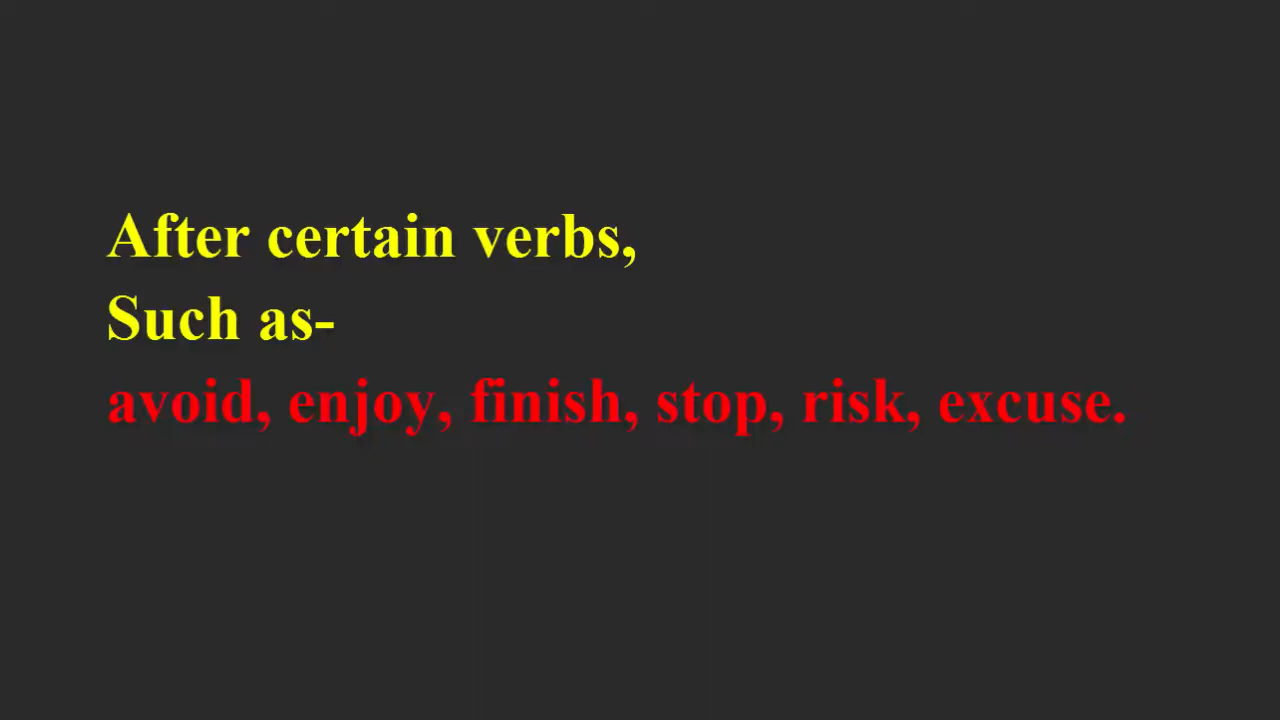 After certain verbs,
Such as-
avoid, enjoy, finish, stop, risk, excuse.